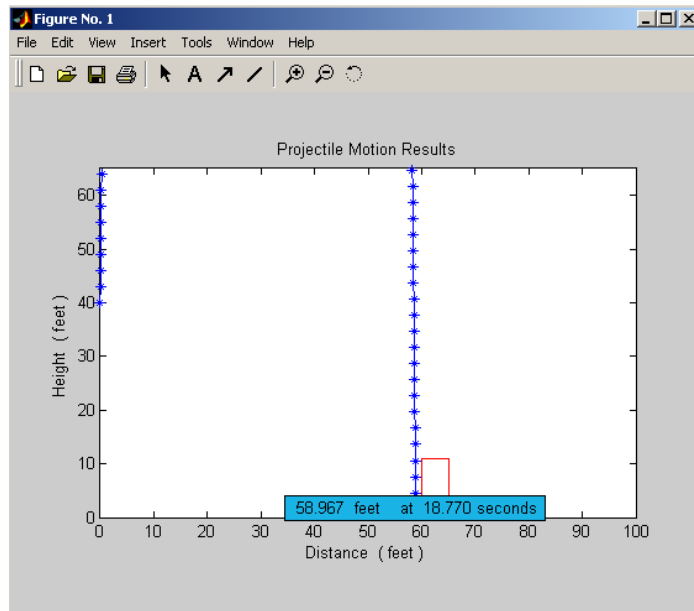 Figure No. 1
File Edit View Insert Tools Window Help
A
Projectile Motion Results
60
50
40
30
20
10
0
Height ( feet )
58.967 feet at 18.770 seconds
0 10 20 30 40 50 60 70 80 90 100
Distance ( feet )